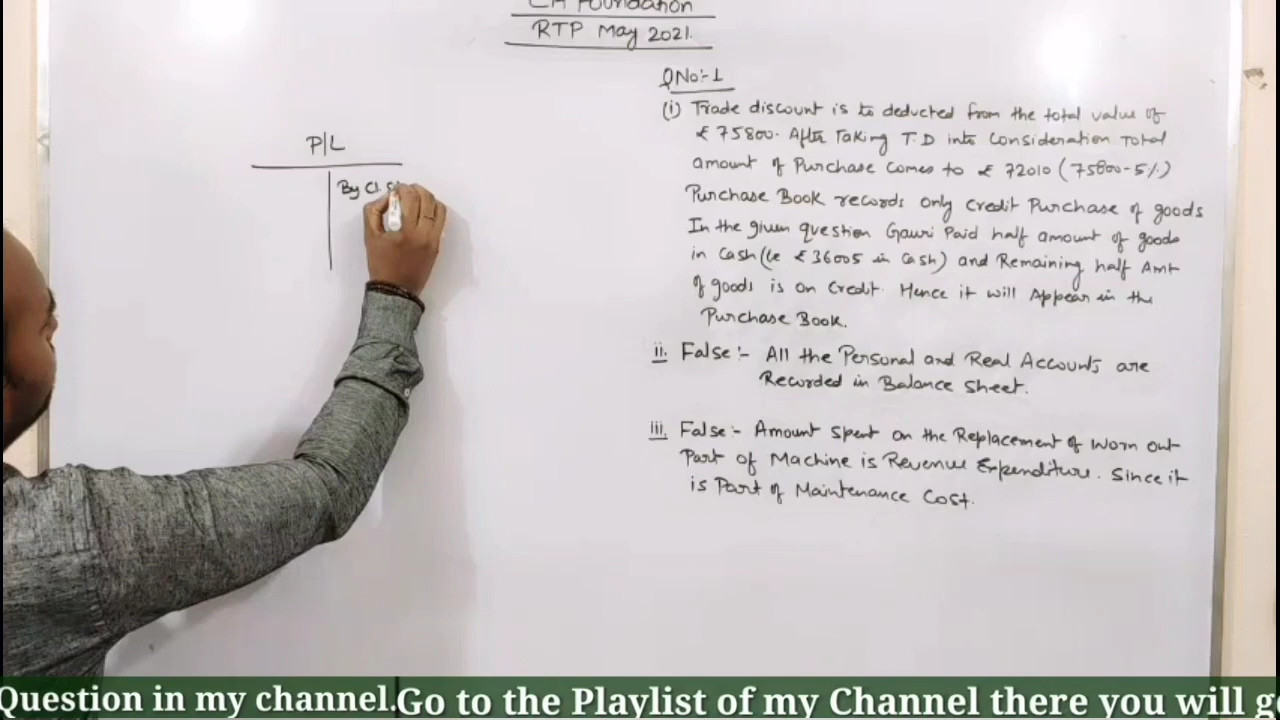 CA Foundation
RTP May 2021.
P/L
By Cl.
QNo:-1
(i) Trade discount is to deducted from the total value of
₹ 75800. After Taking T.D into Consideration Total
amount of Purchase Comes to ₹ 72010 (75800-5%)
Purchase Book records only Credit Purchase of goods
In the given question Gauri Paid half amount of goods
in Cash (ie ₹ 36005 in Cash) and Remaining half Amt
of goods is on Credit. Hence it will Appear in the
Purchase Book.
ii. False:- All the Personal and Real Accounts are
Recorded in Balance Sheet.
iii. False:- Amount Spent on the Replacement of Worn out
Part of Machine is Revenue Expenditure. Since it
is Part of Maintenance Cost.
Question in my channel. Go to the Playlist of my Channel there you will g